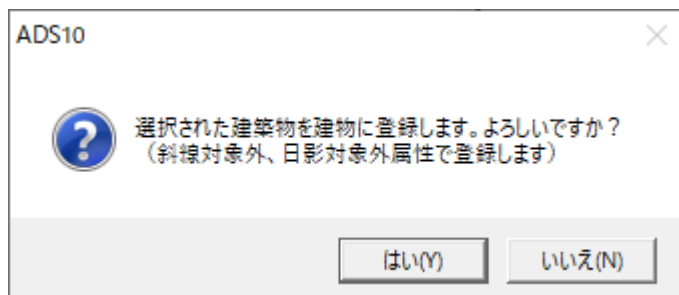 ADS10
選択された建築物を建物に登録します。よろしいですか？
（斜線対象外、日影対象外属性で登録します）
はい(Y)
いいえ(N)